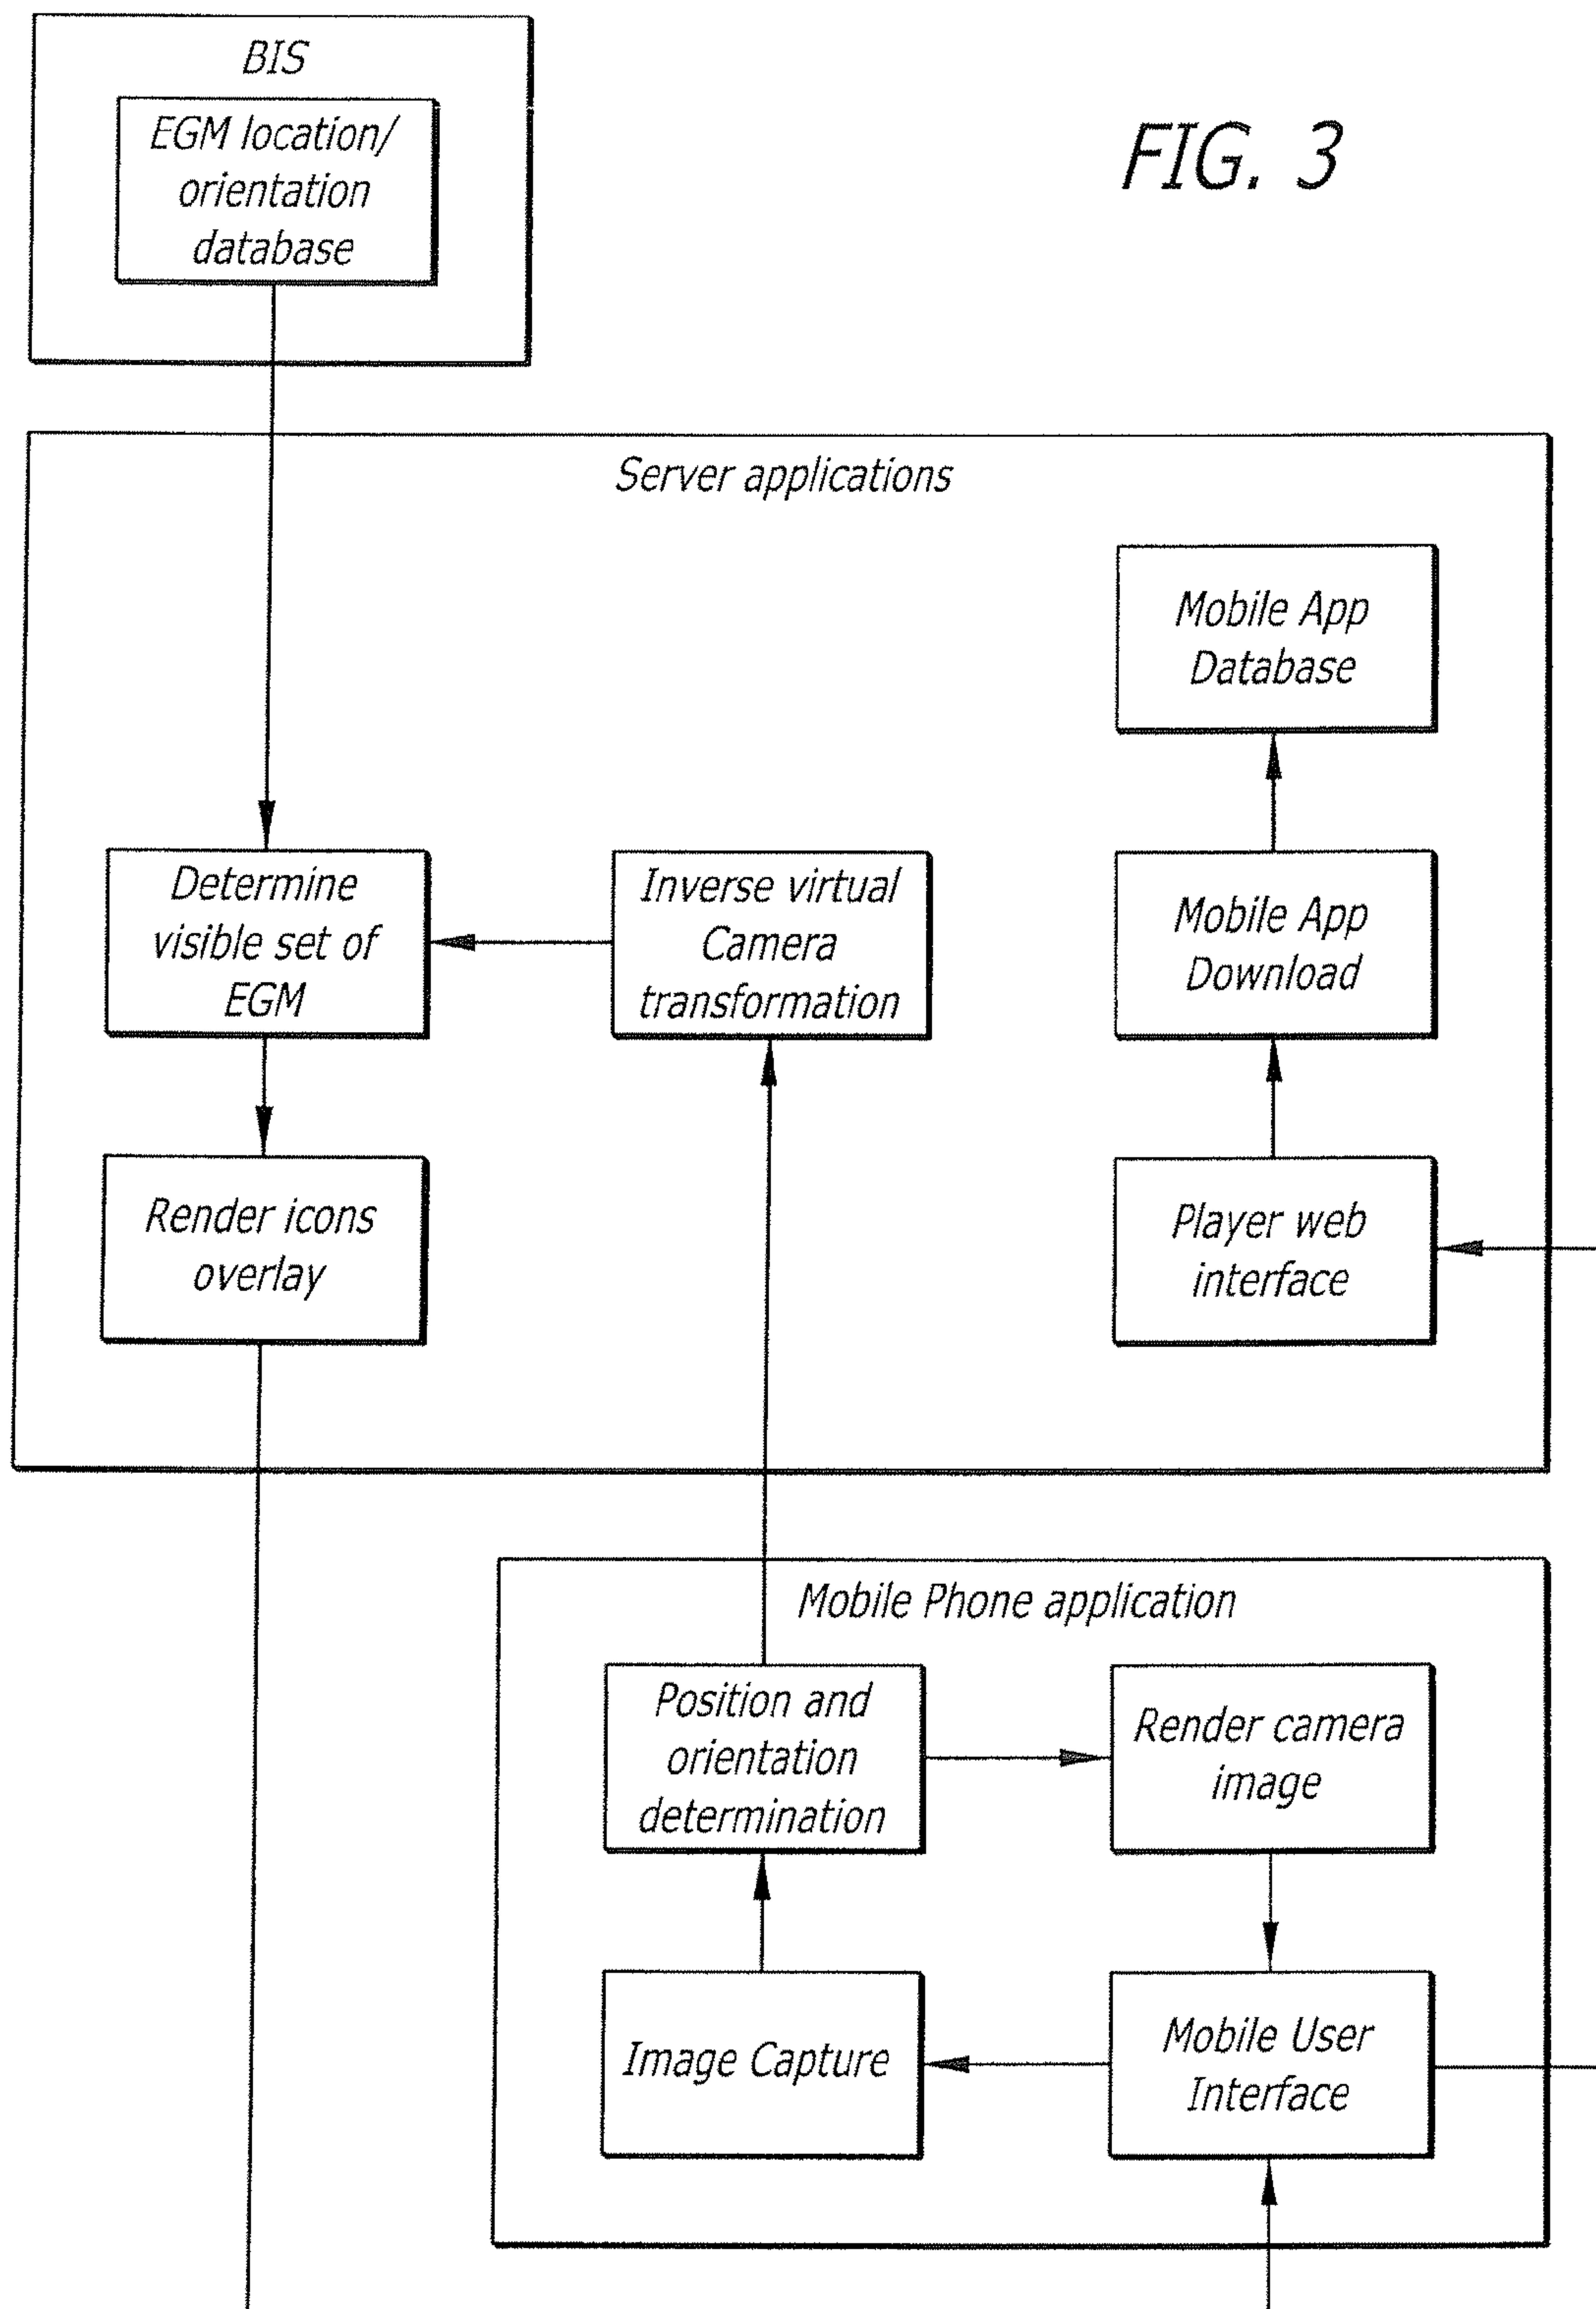 BIS
EGM location/
orientation
database
FIG. 3
Server applications
Mobile App
Database
Determine
visible set of
EGM
Inverse virtual
Camera
transformation
Mobile App
Download
Render icons
overlay
Player web
interface
Mobile Phone application
Position and
orientation
determination
Render camera
image
Image Capture
Mobile User
Interface